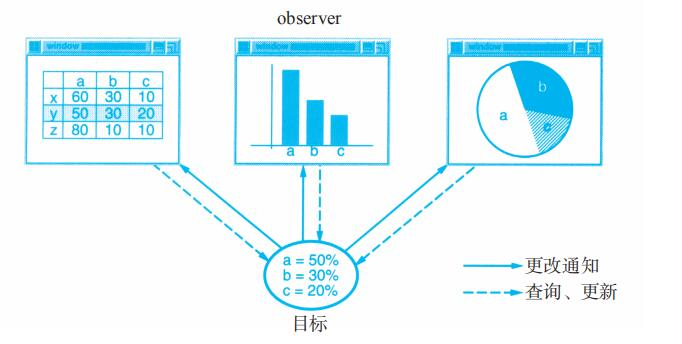 observer
window
window
window
a b c
x 60 30 10
y 50 30 20
z 80 10 10
a b c
a
b
c
a = 50%
b = 30%
c = 20%
目标
更改通知
查询、更新